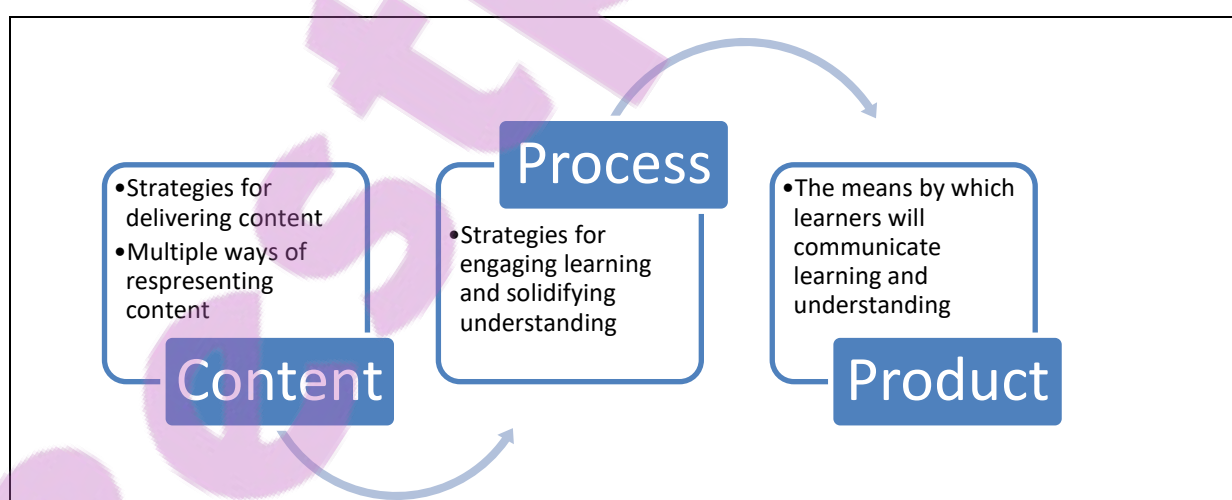 •Strategies for
delivering content
•Multiple ways of
respresenting
content
Content
Process
•Strategies for
engaging learning
and solidifying
understanding
•The means by which
learners will
communicate
learning and
understanding
Product